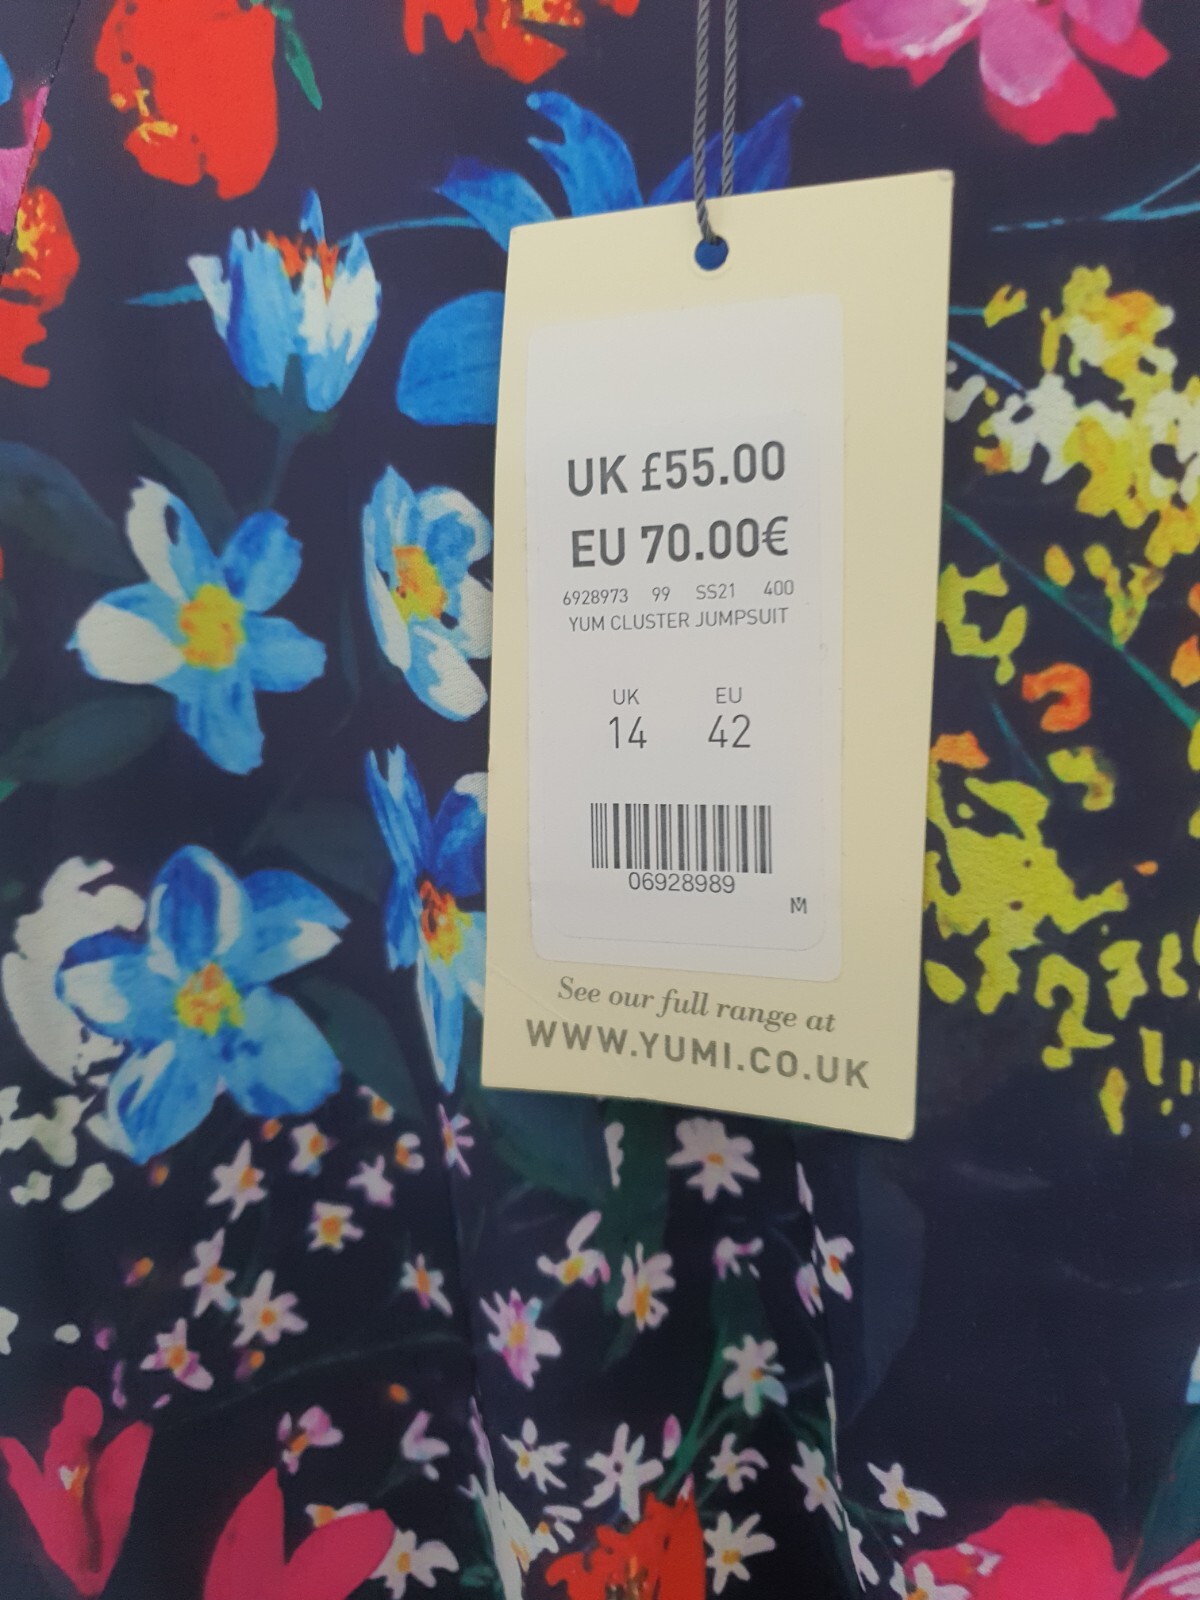 UK £55.00
EU 70.00€
6928973 99 SS21 400
YUM CLUSTER JUMPSUIT
UK EU
14 42
06928989
M
See our full range at
WWW.YUMI.CO.UK